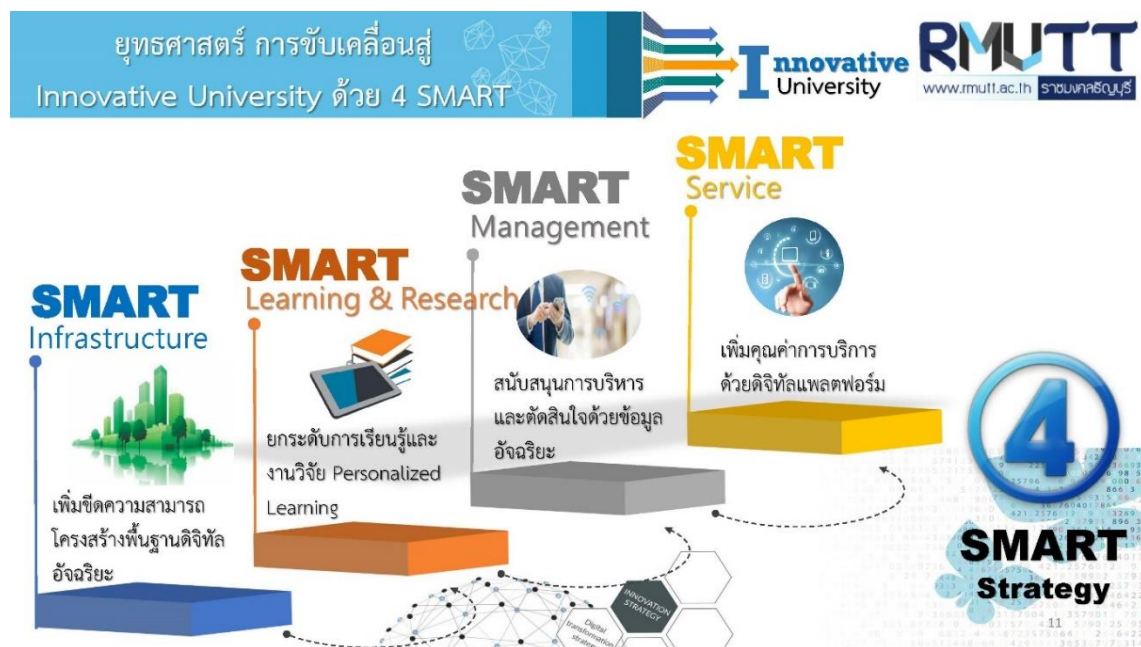 ยุทธศาสตร์ การขับเคลื่อนสู่
Innovative University ด้วย 4 SMART
Innovative
University
RMUTT
www.rmutt.ac.th ราชมงคลธัญบุรี
SMART
Infrastructure
เพิ่มขีดความสามารถ
โครงสร้างพื้นฐานดิจิทัล
อัจฉริยะ
SMART
Learning & Research
ยกระดับการเรียนรู้และ
งานวิจัย Personalized
Learning
SMART
Management
สนับสนุนการบริหาร
และตัดสินใจด้วยข้อมูล
อัจฉริยะ
SMART
Service
เพิ่มคุณค่าการบริการ
ด้วยดิจิทัลแพลตฟอร์ม
4
SMART
Strategy
INNOVATION
STRATEGY
Digital
transformation
strategy
11